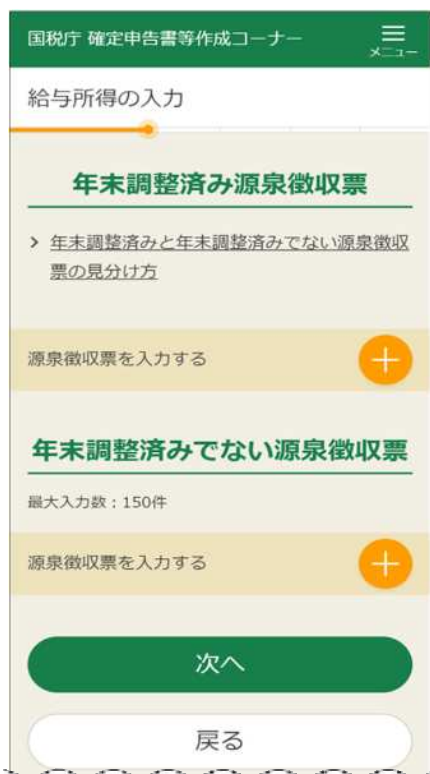 国税庁 確定申告書等作成コーナー
メニュー
給与所得の入力
年末調整済み源泉徴収票
> 年末調整済みと年末調整済みでない源泉徴収
票の見分け方
源泉徴収票を入力する
年末調整済みでない源泉徴収票
最大入力数：150件
源泉徴収票を入力する
次へ
戻る